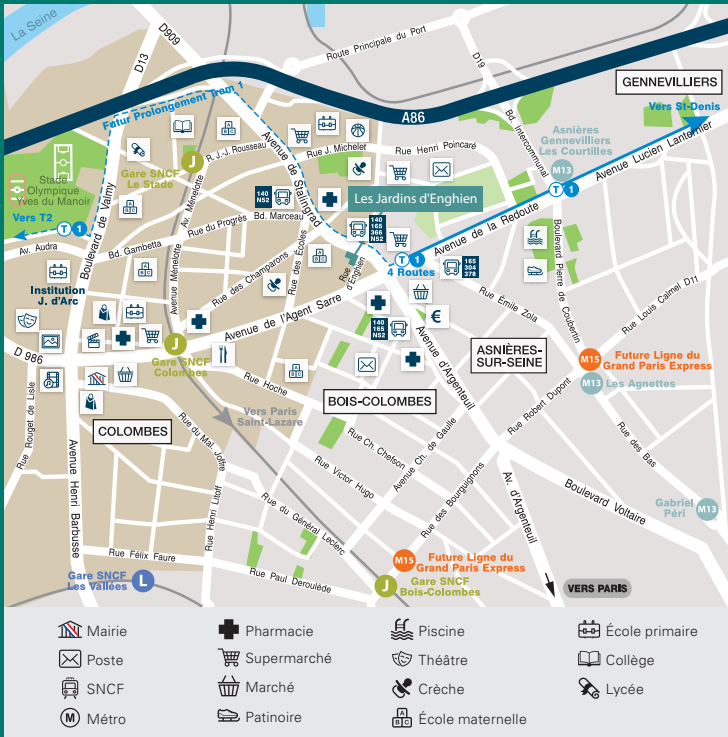 La Seine
D909
D13
Route Principale du Port
D19
GENNEVILLIERS
Vers St-Denis
Futur Prolongement Tram 1
A86
Bd. Intercommunal
Asnières
Gennevilliers
Les Courtilles
M13
Avenue Lucien Lanternier
R. J.-J. Rousseau
Rue J. Michelet
Rue Henri Poincaré
Avenue de Stalingrad
J
Gare SNCF
Le Stade
Stade
Olympique
Yves du Manoir
Vers T2
T 1
Boulevard de Valmy
Av. Ménelotte
140
N52
Les Jardins d'Enghien
T 1
Rue du Progrès
Bd. Marceau
140
165
366
N52
Avenue de la Redoute
Av. Audra
Bd. Gambetta
Avenue Ménelotte
Rue des Écoles
Rue d'Enghien
T 1
4 Routes
165
304
378
Boulevard Pierre de Coubertin
Institution
J. d'Arc
Rue des Champarons
Avenue de l'Agent Sarre
Rue Émile Zola
Rue Louis Calmel D11
€
140
165
N52
D 986
J
Gare SNCF
Colombes
ASNIÈRES-
SUR-SEINE
M15
Future Ligne du
Grand Paris Express
M13
Les Agnettes
Avenue d'Argenteuil
Rue Hoche
Rue Robert Dupont
BOIS-COLOMBES
Vers Paris
Saint-Lazare
COLOMBES
Rue Rouget de Lisle
Avenue Henri Barbusse
Rue du Mal. Joffre
Rue Ch. Chefson
Avenue Ch. de Gaulle
Rue des Bas
Rue Victor Hugo
Rue des Bourguignons
Av. d'Argenteuil
Boulevard Voltaire
Rue Henri Litoff
Rue du Général Leclerc
Gabriel
Péri
M13
Rue Félix Faure
Rue Paul Deroulède
M15
Future Ligne du
Grand Paris Express
Gare SNCF
Les Vallées
L
J
Gare SNCF
Bois-Colombes
VERS PARIS
Mairie
Pharmacie
Piscine
École primaire
Poste
Supermarché
Théâtre
Collège
SNCF
Marché
Crèche
Lycée
M
Métro
Patinoire
École maternelle